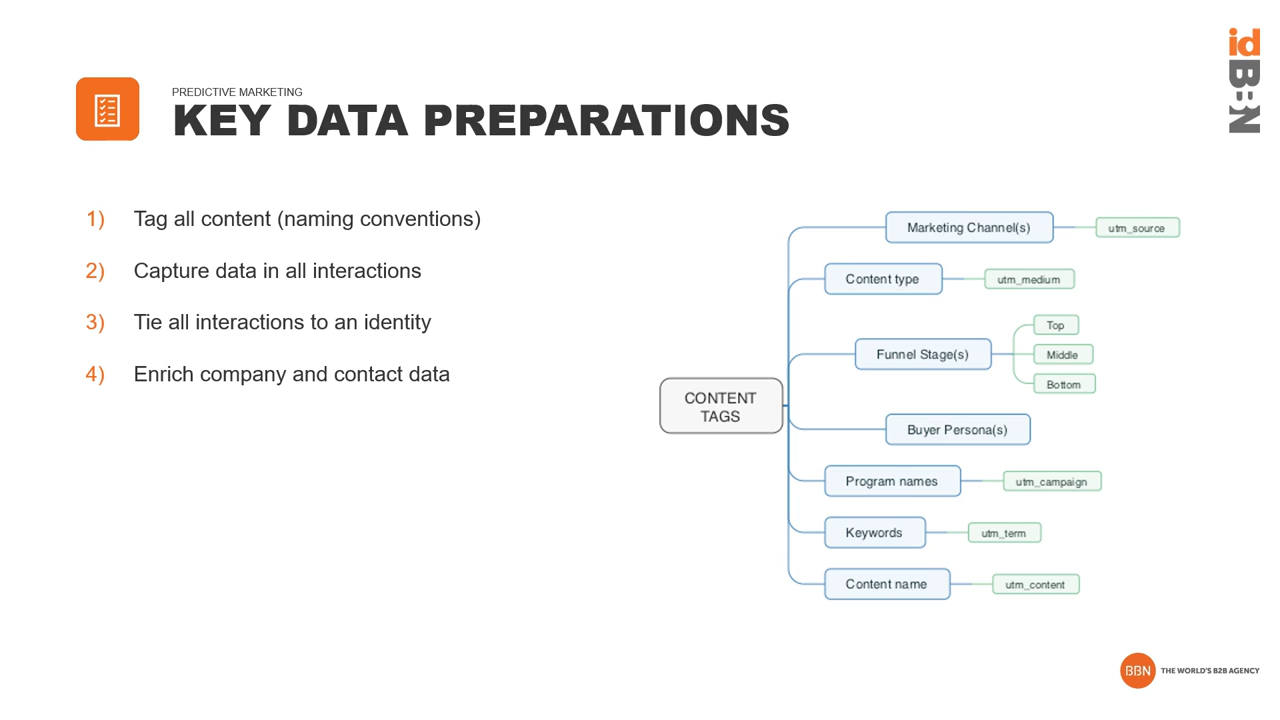 PREDICTIVE MARKETING
KEY DATA PREPARATIONS
id
BBN
1) Tag all content (naming conventions)
2) Capture data in all interactions
3) Tie all interactions to an identity
4) Enrich company and contact data
CONTENT
TAGS
Marketing Channel(s)
utm_source
Content type
utm_medium
Funnel Stage(s)
Top
Middle
Bottom
Buyer Persona(s)
Program names
utm_campaign
Keywords
utm_term
Content name
utm_content
BBN
THE WORLD'S B2B AGENCY